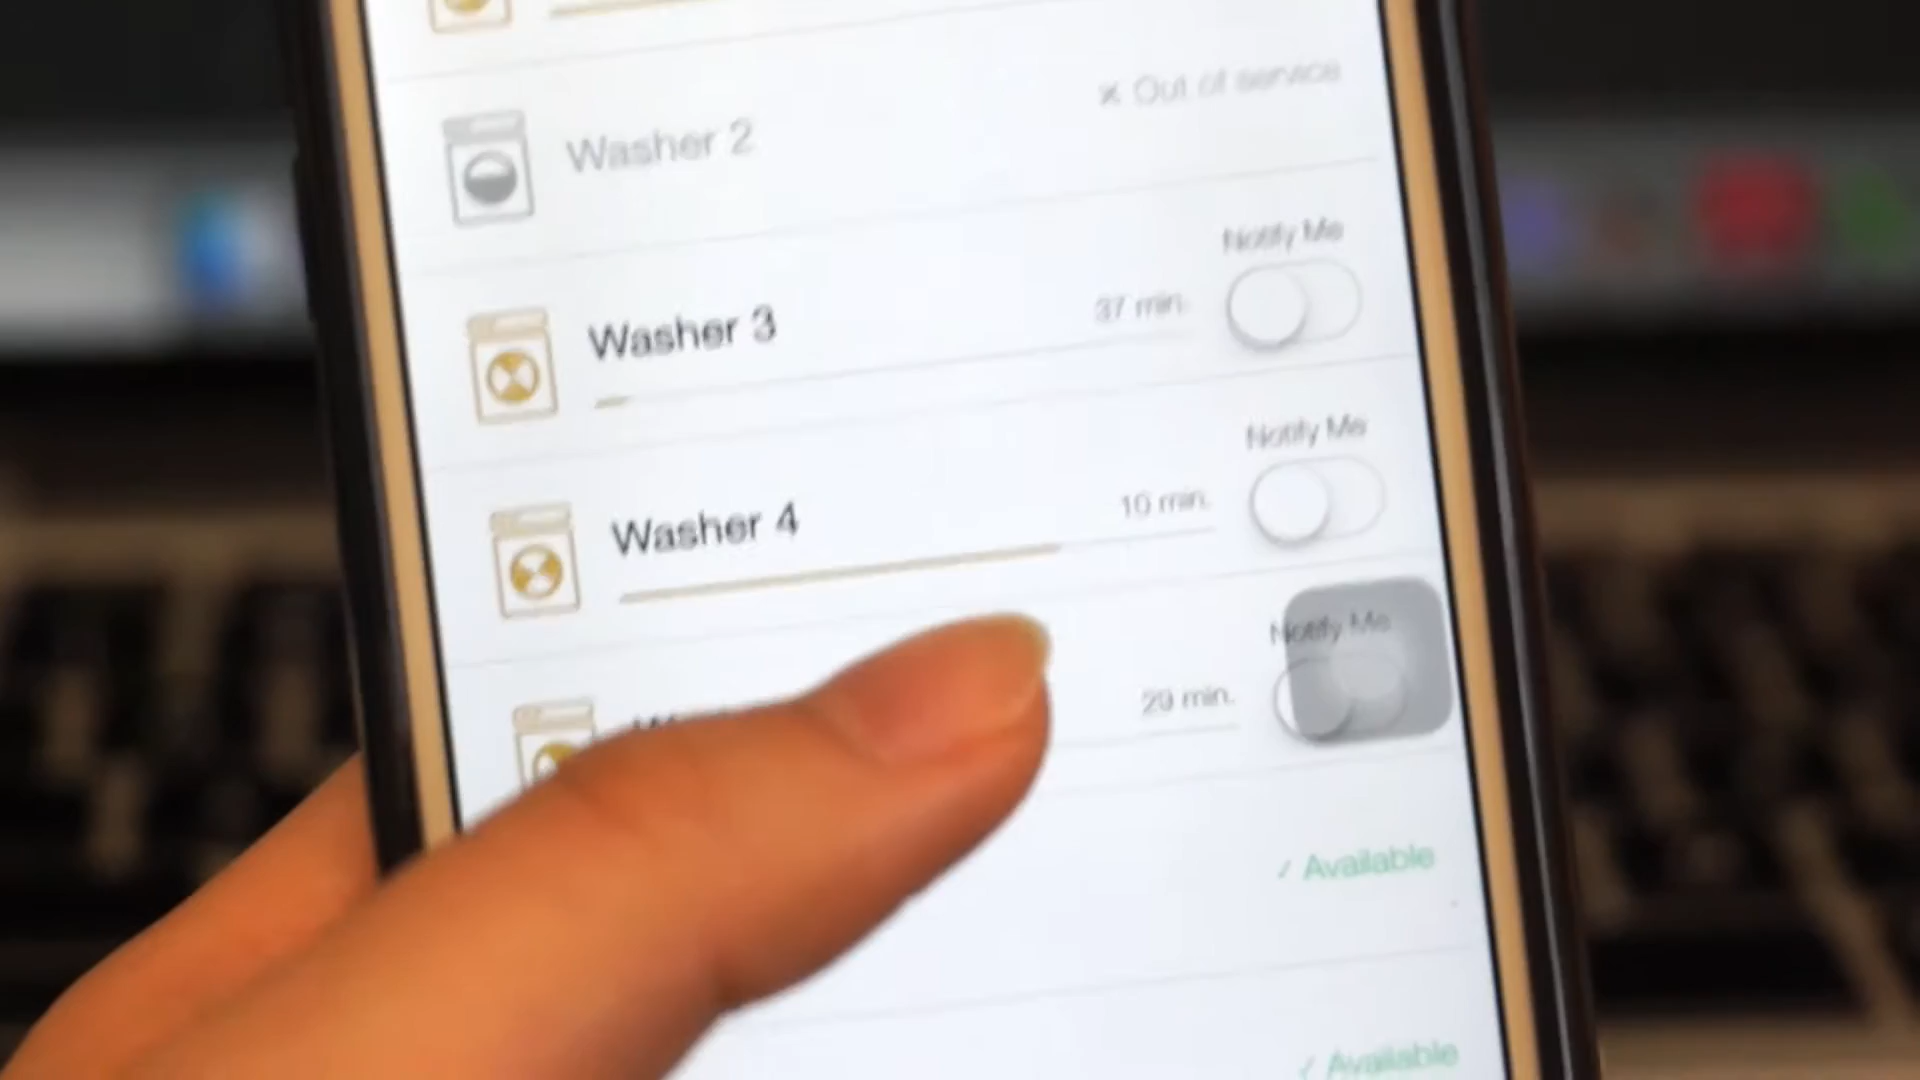 Washer 2
× Out of service
Notify Me
Washer 3
37 min.
Notify Me
Washer 4
10 min.
Notify Me
29 min.
✓ Available
✓ Available